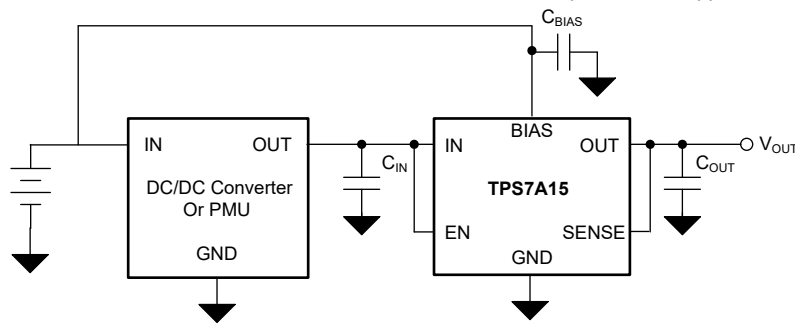 CBIAS
IN
OUT
DC/DC Converter
Or PMU
GND
CIN
IN
BIAS
OUT
TPS7A15
EN
SENSE
GND
COUT
VOUT